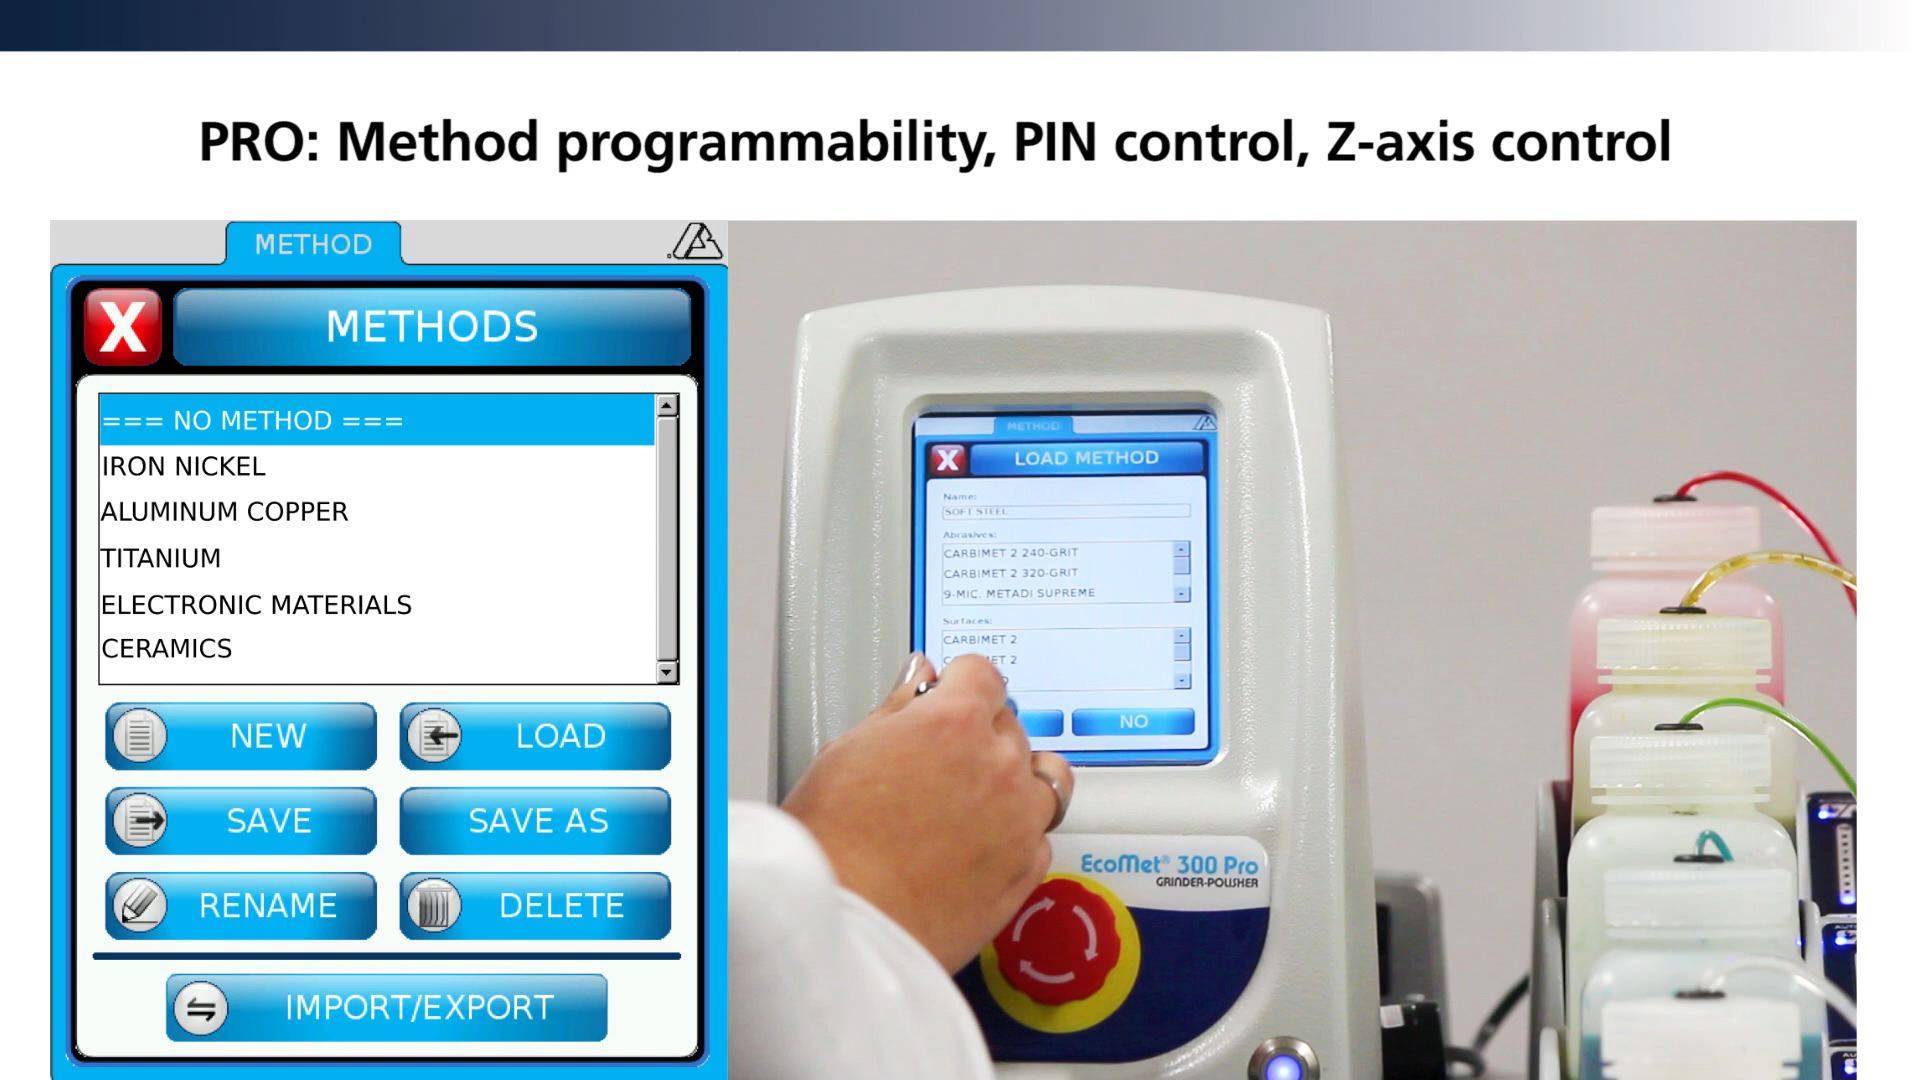 PRO: Method programmability, PIN control, Z-axis control
METHOD
X
METHODS
=== NO METHOD ===
IRON NICKEL
ALUMINUM COPPER
TITANIUM
ELECTRONIC MATERIALS
CERAMICS
NEW
LOAD
SAVE
SAVE AS
RENAME
DELETE
IMPORT/EXPORT
METHOD
X
LOAD METHOD
Name:
SOFT STEEL
Abrasives:
CARBIMET 2 240-GRIT
CARBIMET 2 320-GRIT
9-MIC. METADI SUPREME
Surfaces:
CARBIMET 2
2
NO
EcoMet® 300 Pro
GRINDER-POLISHER